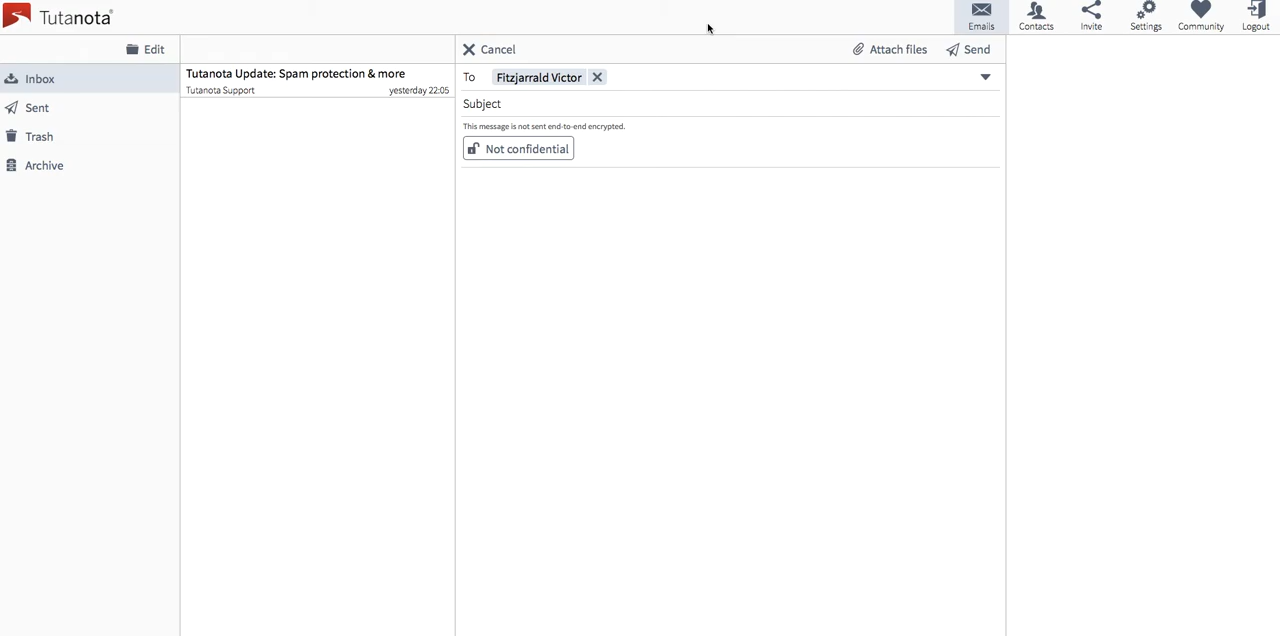 Tutanota®
Emails
Contacts
Invite
Settings
Community
Logout
Edit
Inbox
Sent
Trash
Archive
Tutanota Update: Spam protection & more
Tutanota Support yesterday 22:05
Cancel
Attach files
Send
To Fitzjarrald Victor
Subject
This message is not sent end-to-end encrypted.
Not confidential